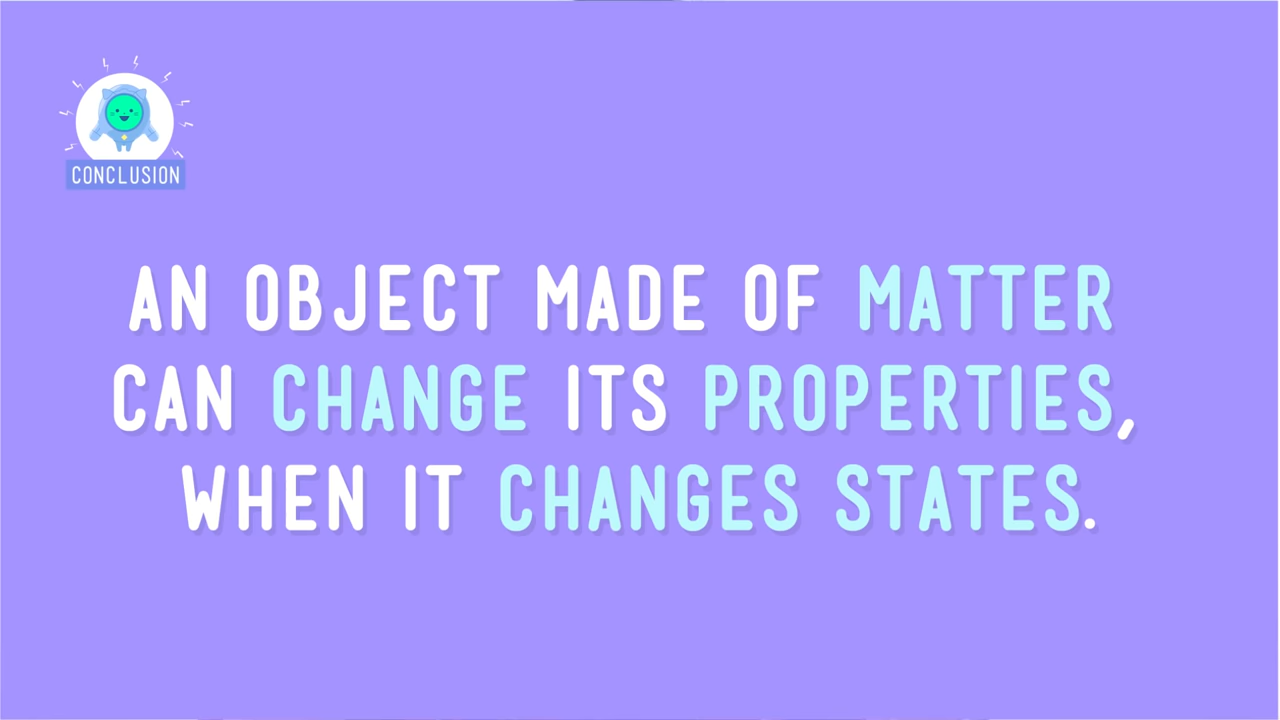 CONCLUSION
AN OBJECT MADE OF MATTER
CAN CHANGE ITS PROPERTIES,
WHEN IT CHANGES STATES.